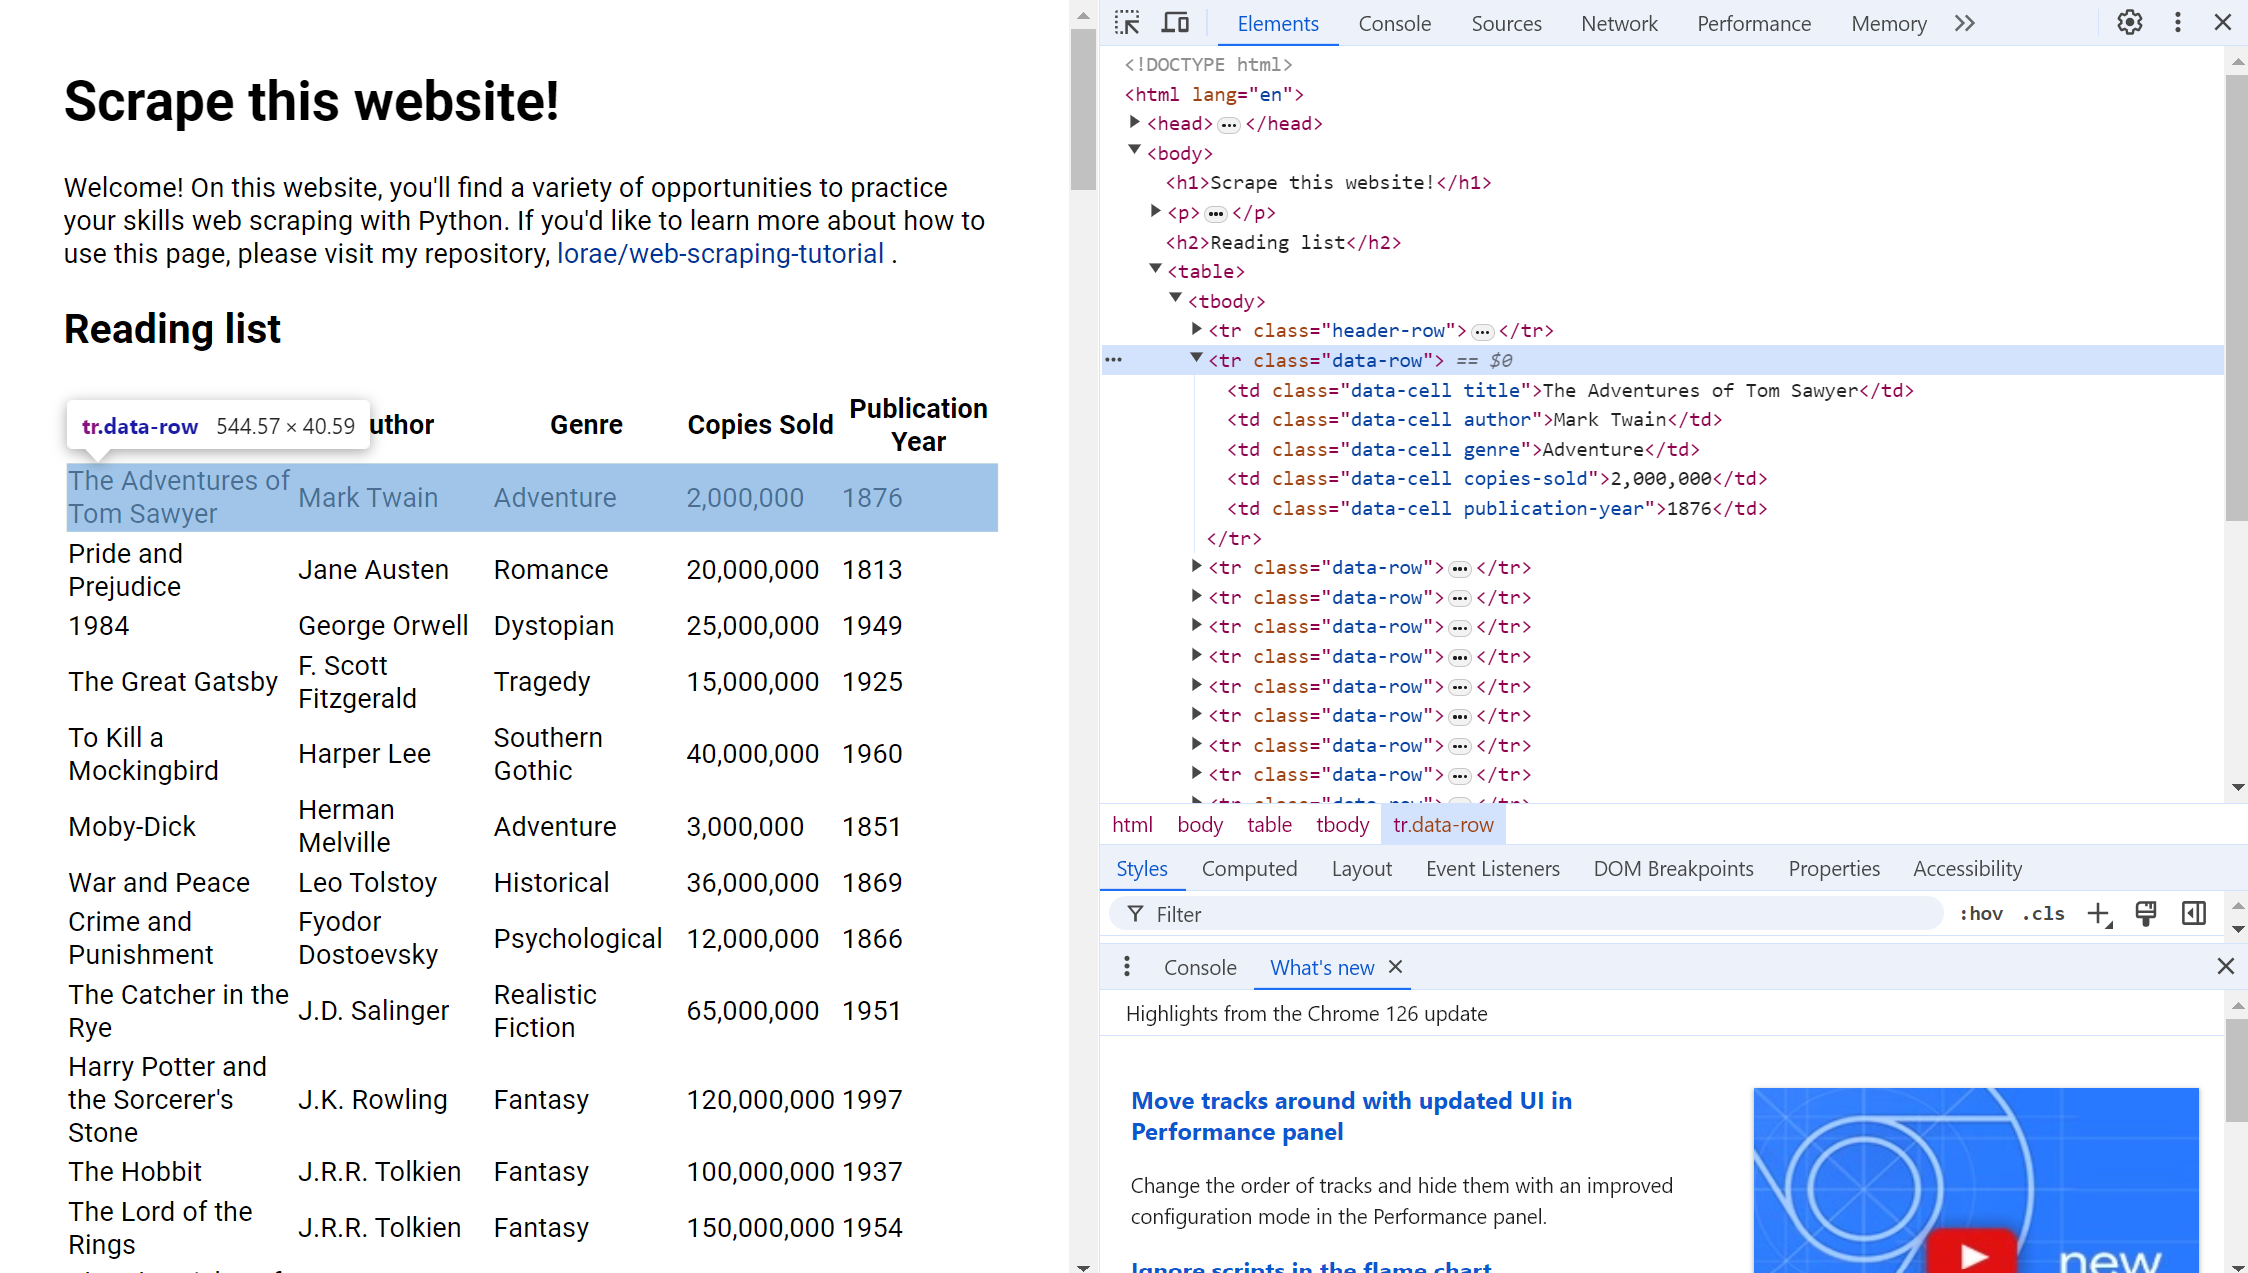 Scrape this website!
Welcome! On this website, you'll find a variety of opportunities to practice
your skills web scraping with Python. If you'd like to learn more about how to
use this page, please visit my repository, lorae/web-scraping-tutorial .
Reading list
tr.data-row 544.57 × 40.59
uthor Genre Copies Sold Publication Year
The Adventures of Tom Sawyer Mark Twain Adventure 2,000,000 1876
Pride and Prejudice Jane Austen Romance 20,000,000 1813
1984 George Orwell Dystopian 25,000,000 1949
The Great Gatsby F. Scott Fitzgerald Tragedy 15,000,000 1925
To Kill a Mockingbird Harper Lee Southern Gothic 40,000,000 1960
Moby-Dick Herman Melville Adventure 3,000,000 1851
War and Peace Leo Tolstoy Historical 36,000,000 1869
Crime and Punishment Fyodor Dostoevsky Psychological 12,000,000 1866
The Catcher in the Rye J.D. Salinger Realistic Fiction 65,000,000 1951
Harry Potter and the Sorcerer's Stone J.K. Rowling Fantasy 120,000,000 1997
The Hobbit J.R.R. Tolkien Fantasy 100,000,000 1937
The Lord of the Rings J.R.R. Tolkien Fantasy 150,000,000 1954
Elements Console Sources Network Performance Memory
<!DOCTYPE html>
<html lang="en">
<head> … </head>
<body>
<h1>Scrape this website!</h1>
<p> … </p>
<h2>Reading list</h2>
<table>
<tbody>
<tr class="header-row"> … </tr>
<tr class="data-row"> == $0
<td class="data-cell title">The Adventures of Tom Sawyer</td>
<td class="data-cell author">Mark Twain</td>
<td class="data-cell genre">Adventure</td>
<td class="data-cell copies-sold">2,000,000</td>
<td class="data-cell publication-year">1876</td>
</tr>
<tr class="data-row"> … </tr>
<tr class="data-row"> … </tr>
<tr class="data-row"> … </tr>
<tr class="data-row"> … </tr>
<tr class="data-row"> … </tr>
<tr class="data-row"> … </tr>
<tr class="data-row"> … </tr>
<tr class="data-row"> … </tr>
<tr class="data-row"> … </tr>
html body table tbody tr.data-row
Styles Computed Layout Event Listeners DOM Breakpoints Properties Accessibility
Filter :hov .cls
Console What's new
Highlights from the Chrome 126 update
Move tracks around with updated UI in
Performance panel
Change the order of tracks and hide them with an improved
configuration mode in the Performance panel.
Ignore scripts in the flame chart
new